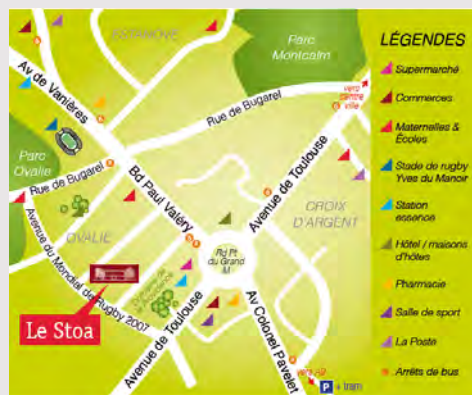 ESTANOVE
Parc
Montcalm
Av de Vanières
vers
centre
ville
Rue de Bugarel
Parc
Ovalie
Rue de Bugarel
Bd Paul Valéry
Avenue de Toulouse
CROIX
D'ARGENT
OVALIE
Rd Pt
du Grand
M
Avenue du Mondial de Rugby 2007
Le Stoa
Avenue de Toulouse
Av Colonel Pavelet
vers A9
P + tram
LÉGENDES
Supermarché
Commerces
Maternelles &
Écoles
Stade de rugby
Yves du Manoir
Station
essence
Hôtel / maisons
d'hôtes
Pharmacie
Salle de sport
La Poste
Arrêts de bus